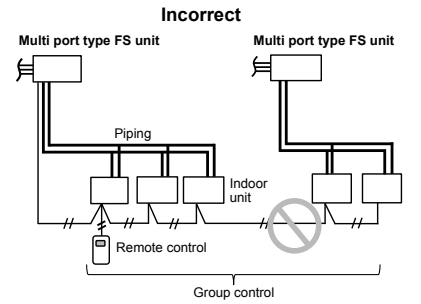 Incorrect
Multi port type FS unit
Multi port type FS unit
Piping
Indoor
unit
Remote control
Group control